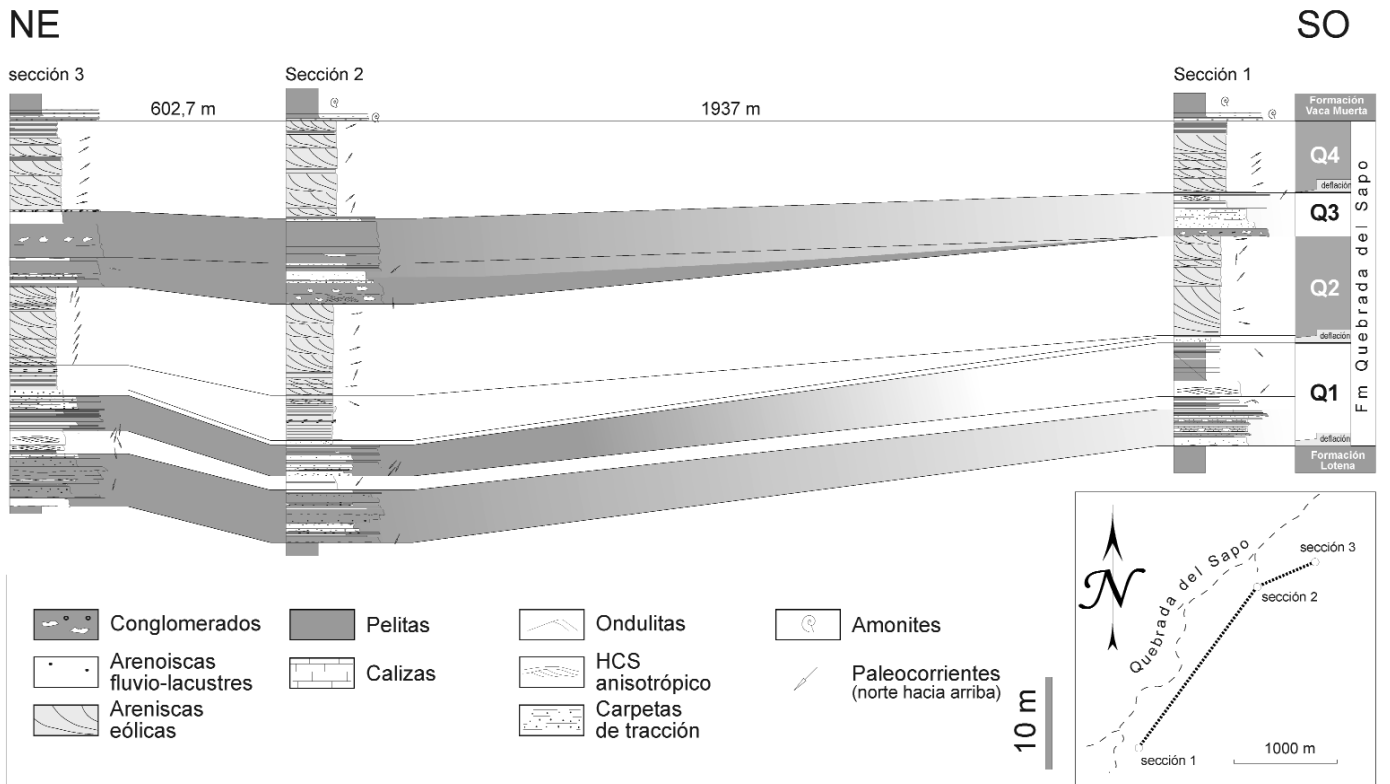 NE
SO
sección 3
Sección 2
Sección 1
602,7 m
1937 m
Formación
Vaca Muerta
Q4
deflación
Q3
Q2
deflación
Q1
deflación
Formación
Lotena
Fm Quebrada del Sapo
Conglomerados
Arenoiscas
fluvio-lacustres
Areniscas
eólicas
Pelitas
Calizas
Ondulitas
HCS
anisotrópico
Carpetas
de tracción
Amonites
Paleocorrientes
(norte hacia arriba)
10 m
N
Quebrada del Sapo
sección 3
sección 2
sección 1
1000 m